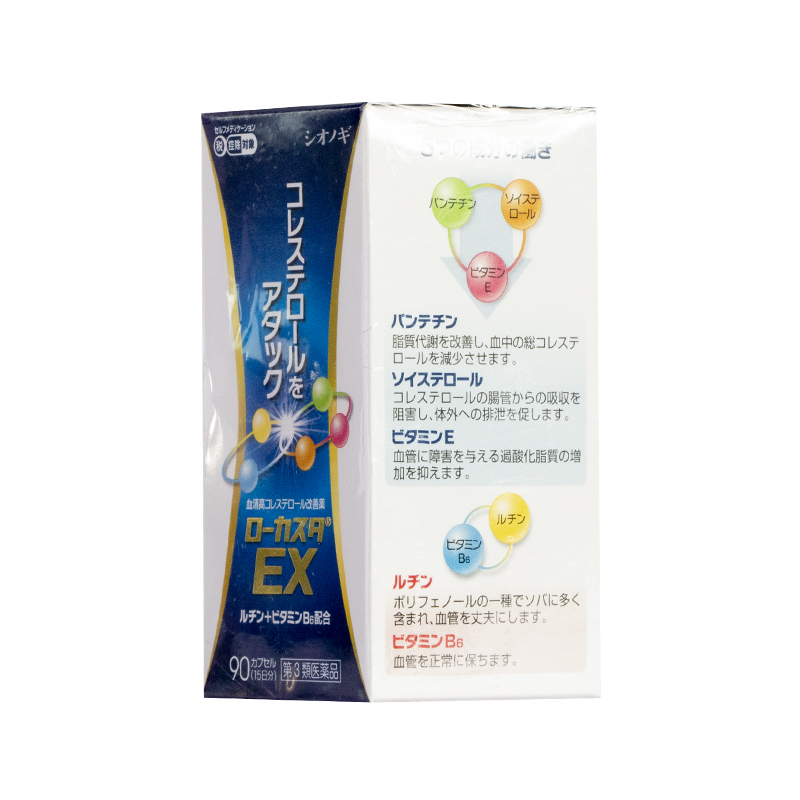 セルフメディケーション
税 控除対象
シオノギ
コレステロールを
アタック
血清高コレステロール改善薬
ローカスタ®
EX
ルチン+ビタミンB6配合
90カプセル
(15日分)
第3類医薬品
3つの成分の働き
パンテチン
ソイステ
ロール
ビタミン
E
パンテチン
脂質代謝を改善し、血中の総コレステ
ロールを減少させます。
ソイステロール
コレステロールの腸管からの吸収を
阻害し、体外への排泄を促します。
ビタミンE
血管に障害を与える過酸化脂質の増
加を抑えます。
ルチン
ビタミン
B6
ルチン
ポリフェノールの一種でソバに多く
含まれ、血管を丈夫にします。
ビタミンB6
血管を正常に保ちます。